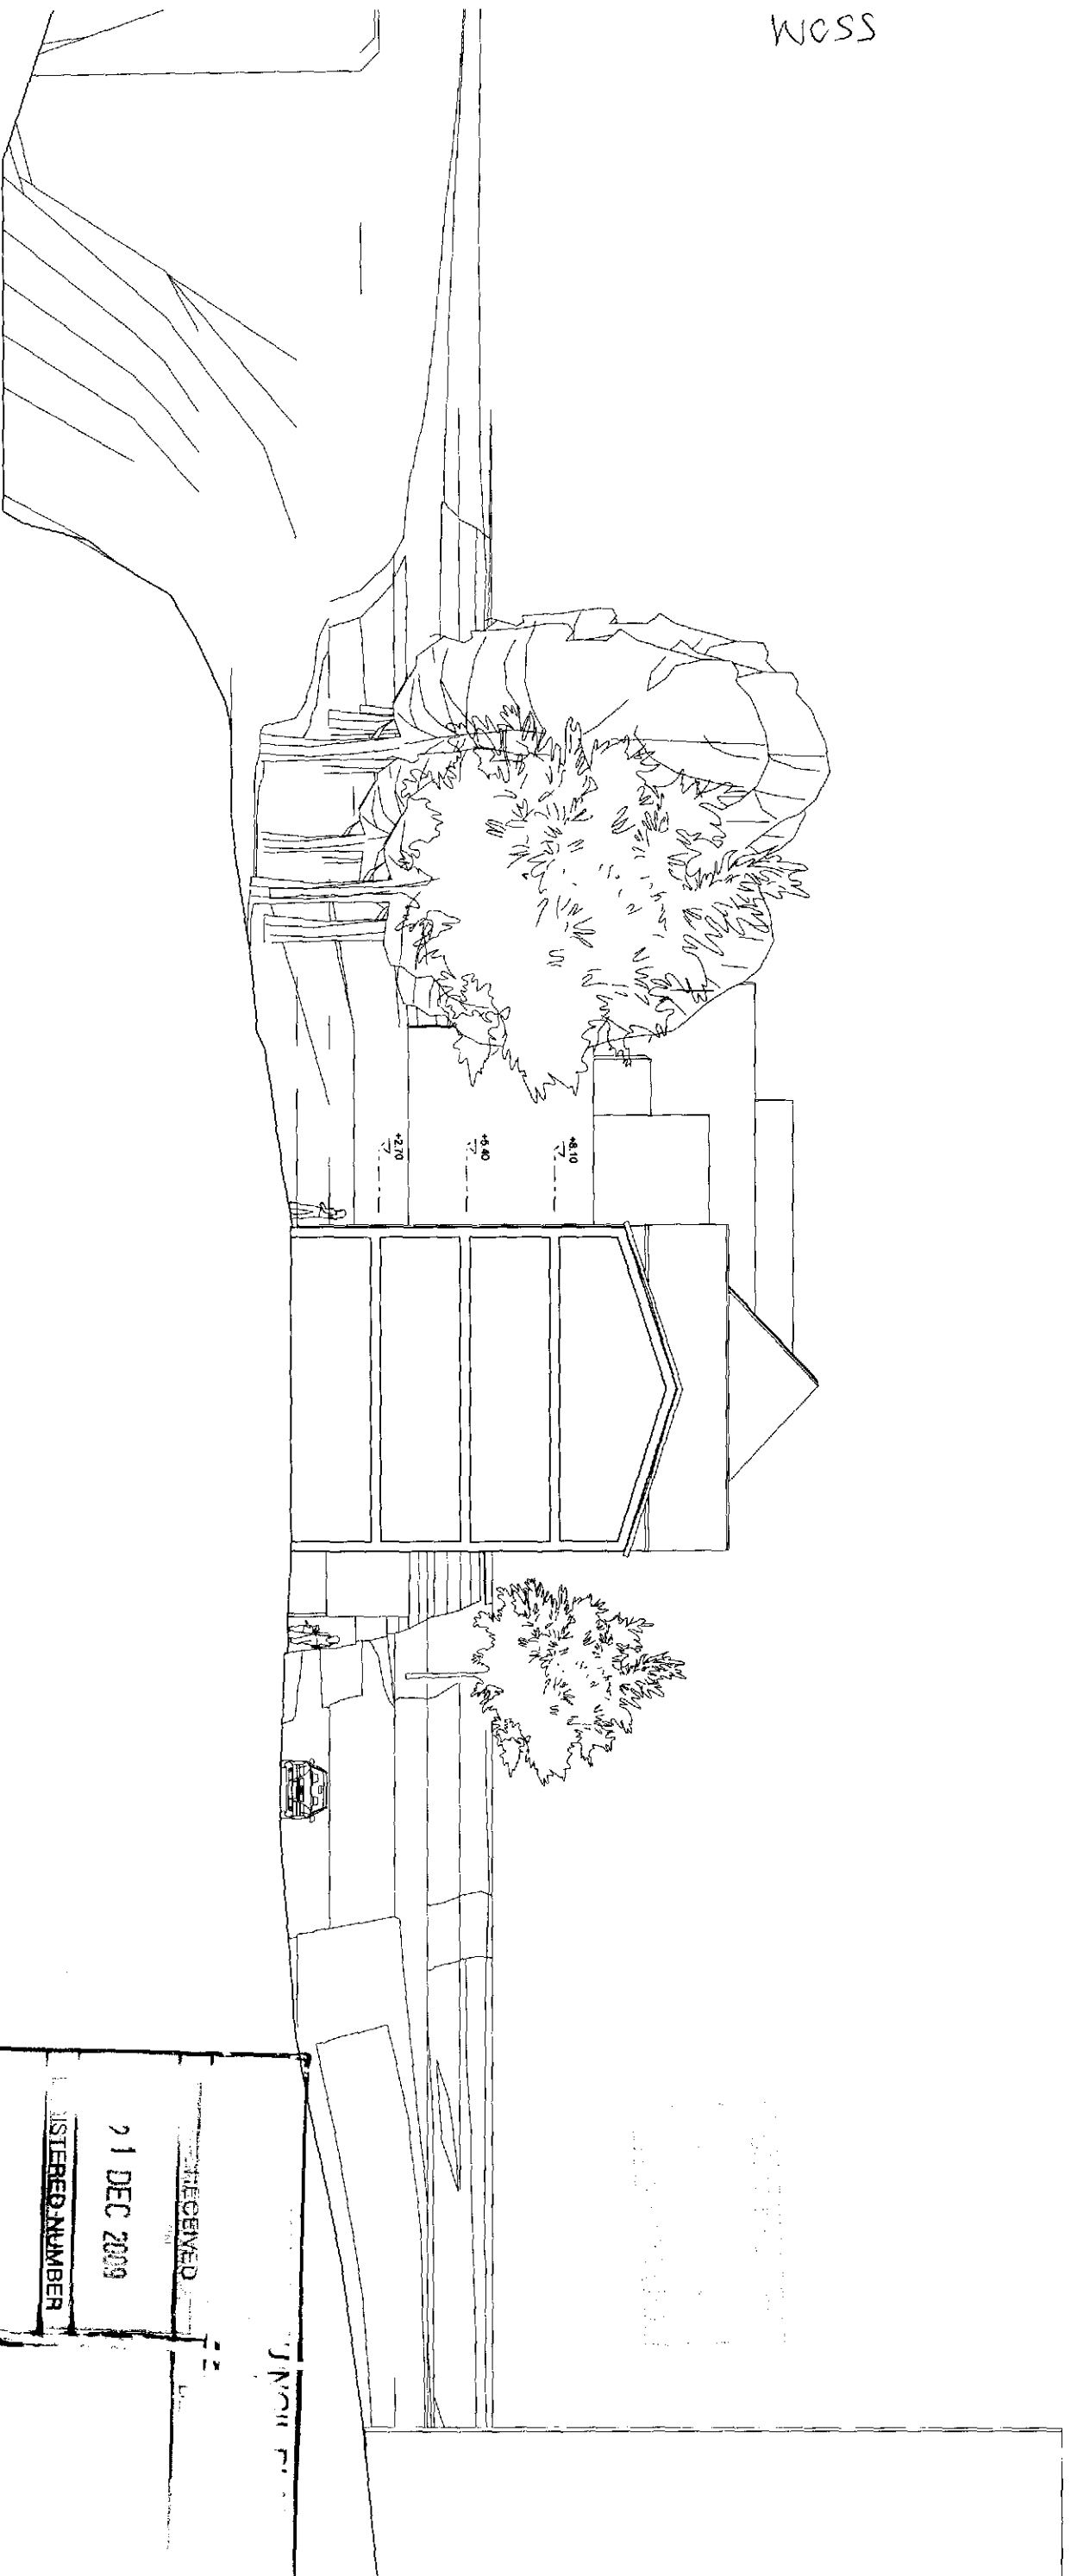 WCSS
+8.10
+5.40
+2.70
RECEIVED
21 DEC 2009
ISTERED NUMBER